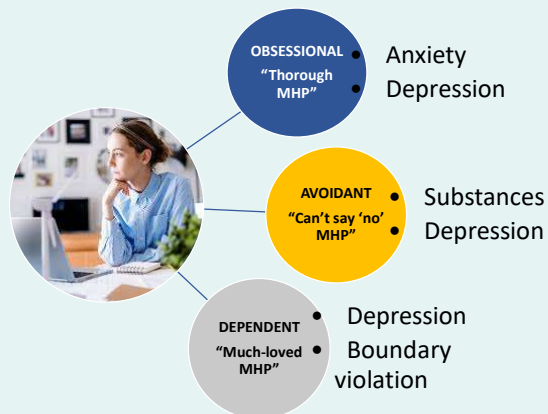 OBSESSIONAL
“Thorough
MHP”
• Anxiety
• Depression
AVOIDANT
“Can’t say ‘no’
MHP”
• Substances
• Depression
DEPENDENT
“Much-loved
MHP”
• Depression
• Boundary
violation